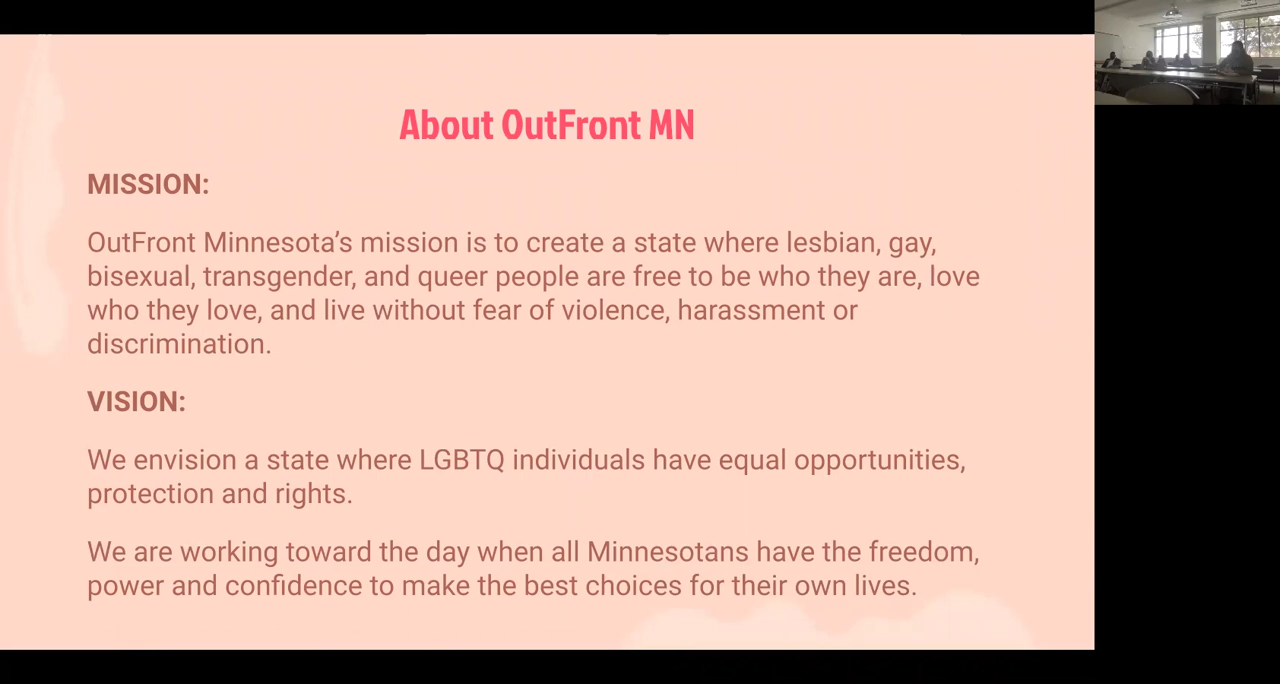 About OutFront MN
MISSION:
OutFront Minnesota’s mission is to create a state where lesbian, gay,
bisexual, transgender, and queer people are free to be who they are, love
who they love, and live without fear of violence, harassment or
discrimination.
VISION:
We envision a state where LGBTQ individuals have equal opportunities,
protection and rights.
We are working toward the day when all Minnesotans have the freedom,
power and confidence to make the best choices for their own lives.